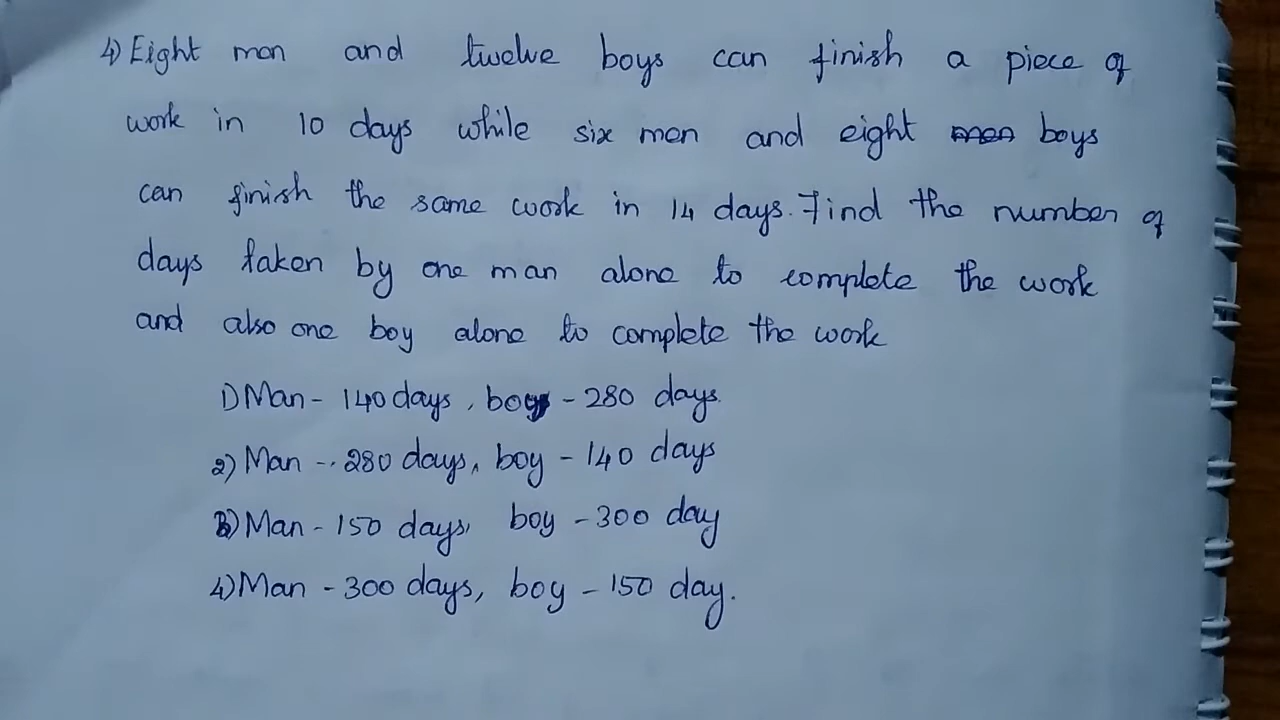 4) Eight men and twelve boys can finish a piece of
work in 10 days while six men and eight boys
can finish the same work in 14 days. Find the number of
days taken by one man alone to complete the work
and also one boy alone to complete the work
1) Man - 140 days, boy - 280 days.
2) Man - 280 days, boy - 140 days
3) Man - 150 days, boy - 300 day
4) Man - 300 days, boy - 150 day.